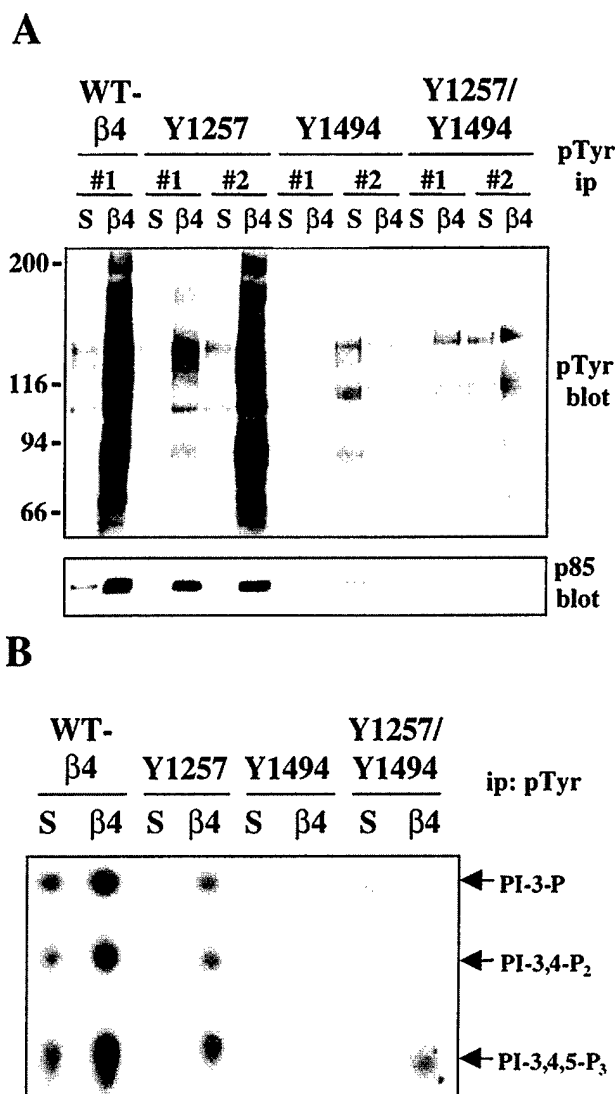 A
WT-
β4
Y1257
Y1494
Y1257/
Y1494
pTyr
ip
#1 #1 #2 #1 #2 #1 #2
S β4 S β4 S β4 S β4 S β4 S β4 S β4
200-
116-
94-
66-
pTyr
blot
p85
blot
B
WT-
β4
Y1257
Y1494
Y1257/
Y1494
ip: pTyr
S β4 S β4 S β4 S β4
PI-3-P
PI-3,4-P₂
PI-3,4,5-P₃